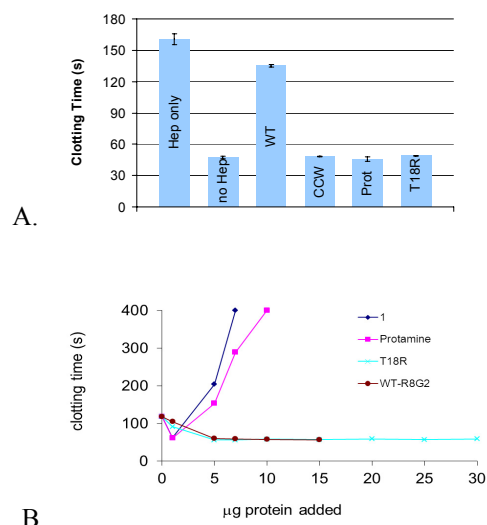 180
150
120
90
60
30
0
Clotting Time (s)
Hep only
no Hep
WT
CCW
Prot
T18R
A.
400
300
200
100
0
clotting time (s)
1
Protamine
T18R
WT-R8G2
0 5 10 15 20 25 30
μg protein added
B